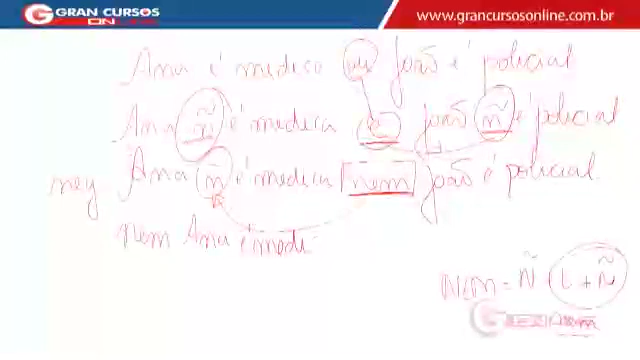 GRAN CURSOS ONLINE
www.grancursosonline.com.br
Ana é medica ou João é policial
Ana ñ é medica e João ñ é policial
ney Ana ñ é medica nem João é policial.
nem Ana é medi
Nem = Ñ (e + Ñ